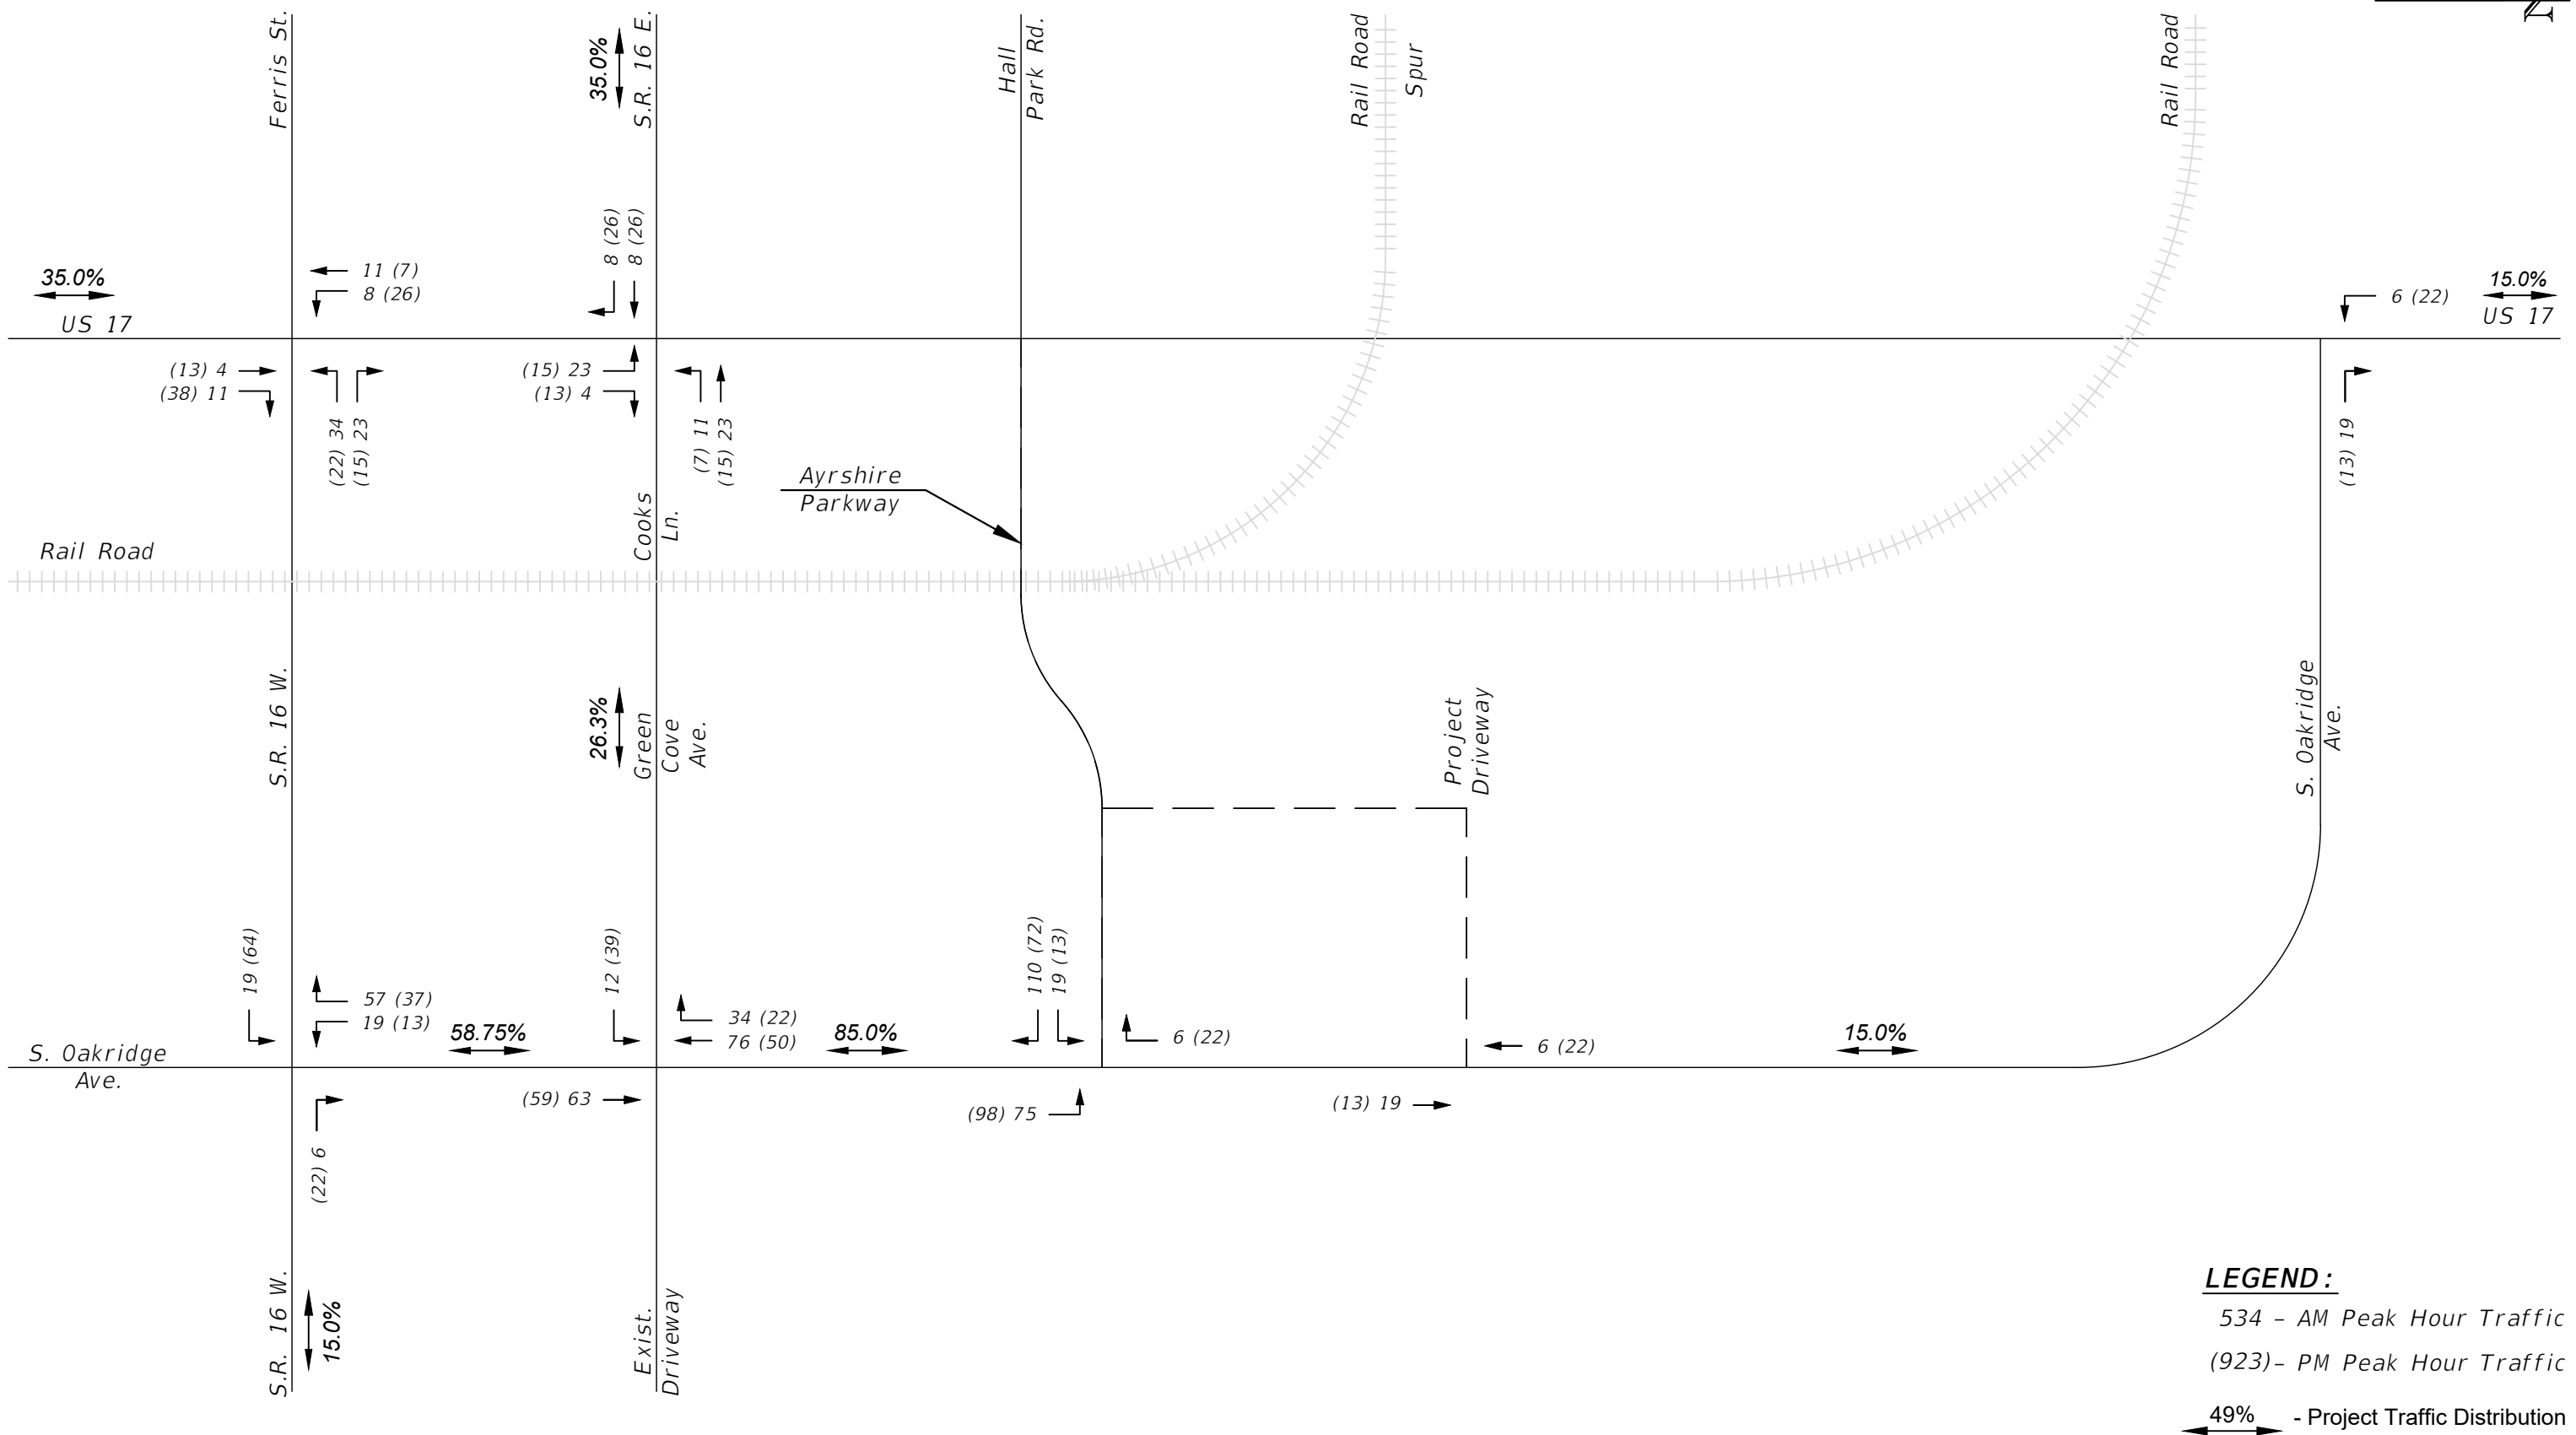 Ferris St.
35.0%
S.R. 16 E.
Hall
Park Rd.
Rail Road
Spur
Rail Road
N
35.0%
US 17
11 (7)
8 (26)
8 (26)
8 (26)
6 (22)
15.0%
US 17
(13) 4
(38) 11
(22) 34
(15) 23
(15) 23
(13) 4
(7) 11
(15) 23
(13) 19
Ayrshire
Parkway
Cooks
Ln.
Rail Road
S.R. 16 W.
26.3%
Green
Cove
Ave.
Project
Driveway
S. Oakridge
Ave.
19 (64)
57 (37)
19 (13)
58.75%
12 (39)
34 (22)
76 (50)
85.0%
110 (72)
19 (13)
6 (22)
6 (22)
15.0%
S. Oakridge
Ave.
(22) 6
(59) 63
(98) 75
(13) 19
S.R. 16 W.
15.0%
Exist.
Driveway
LEGEND:
534 - AM Peak Hour Traffic
(923)- PM Peak Hour Traffic
49% - Project Traffic Distribution